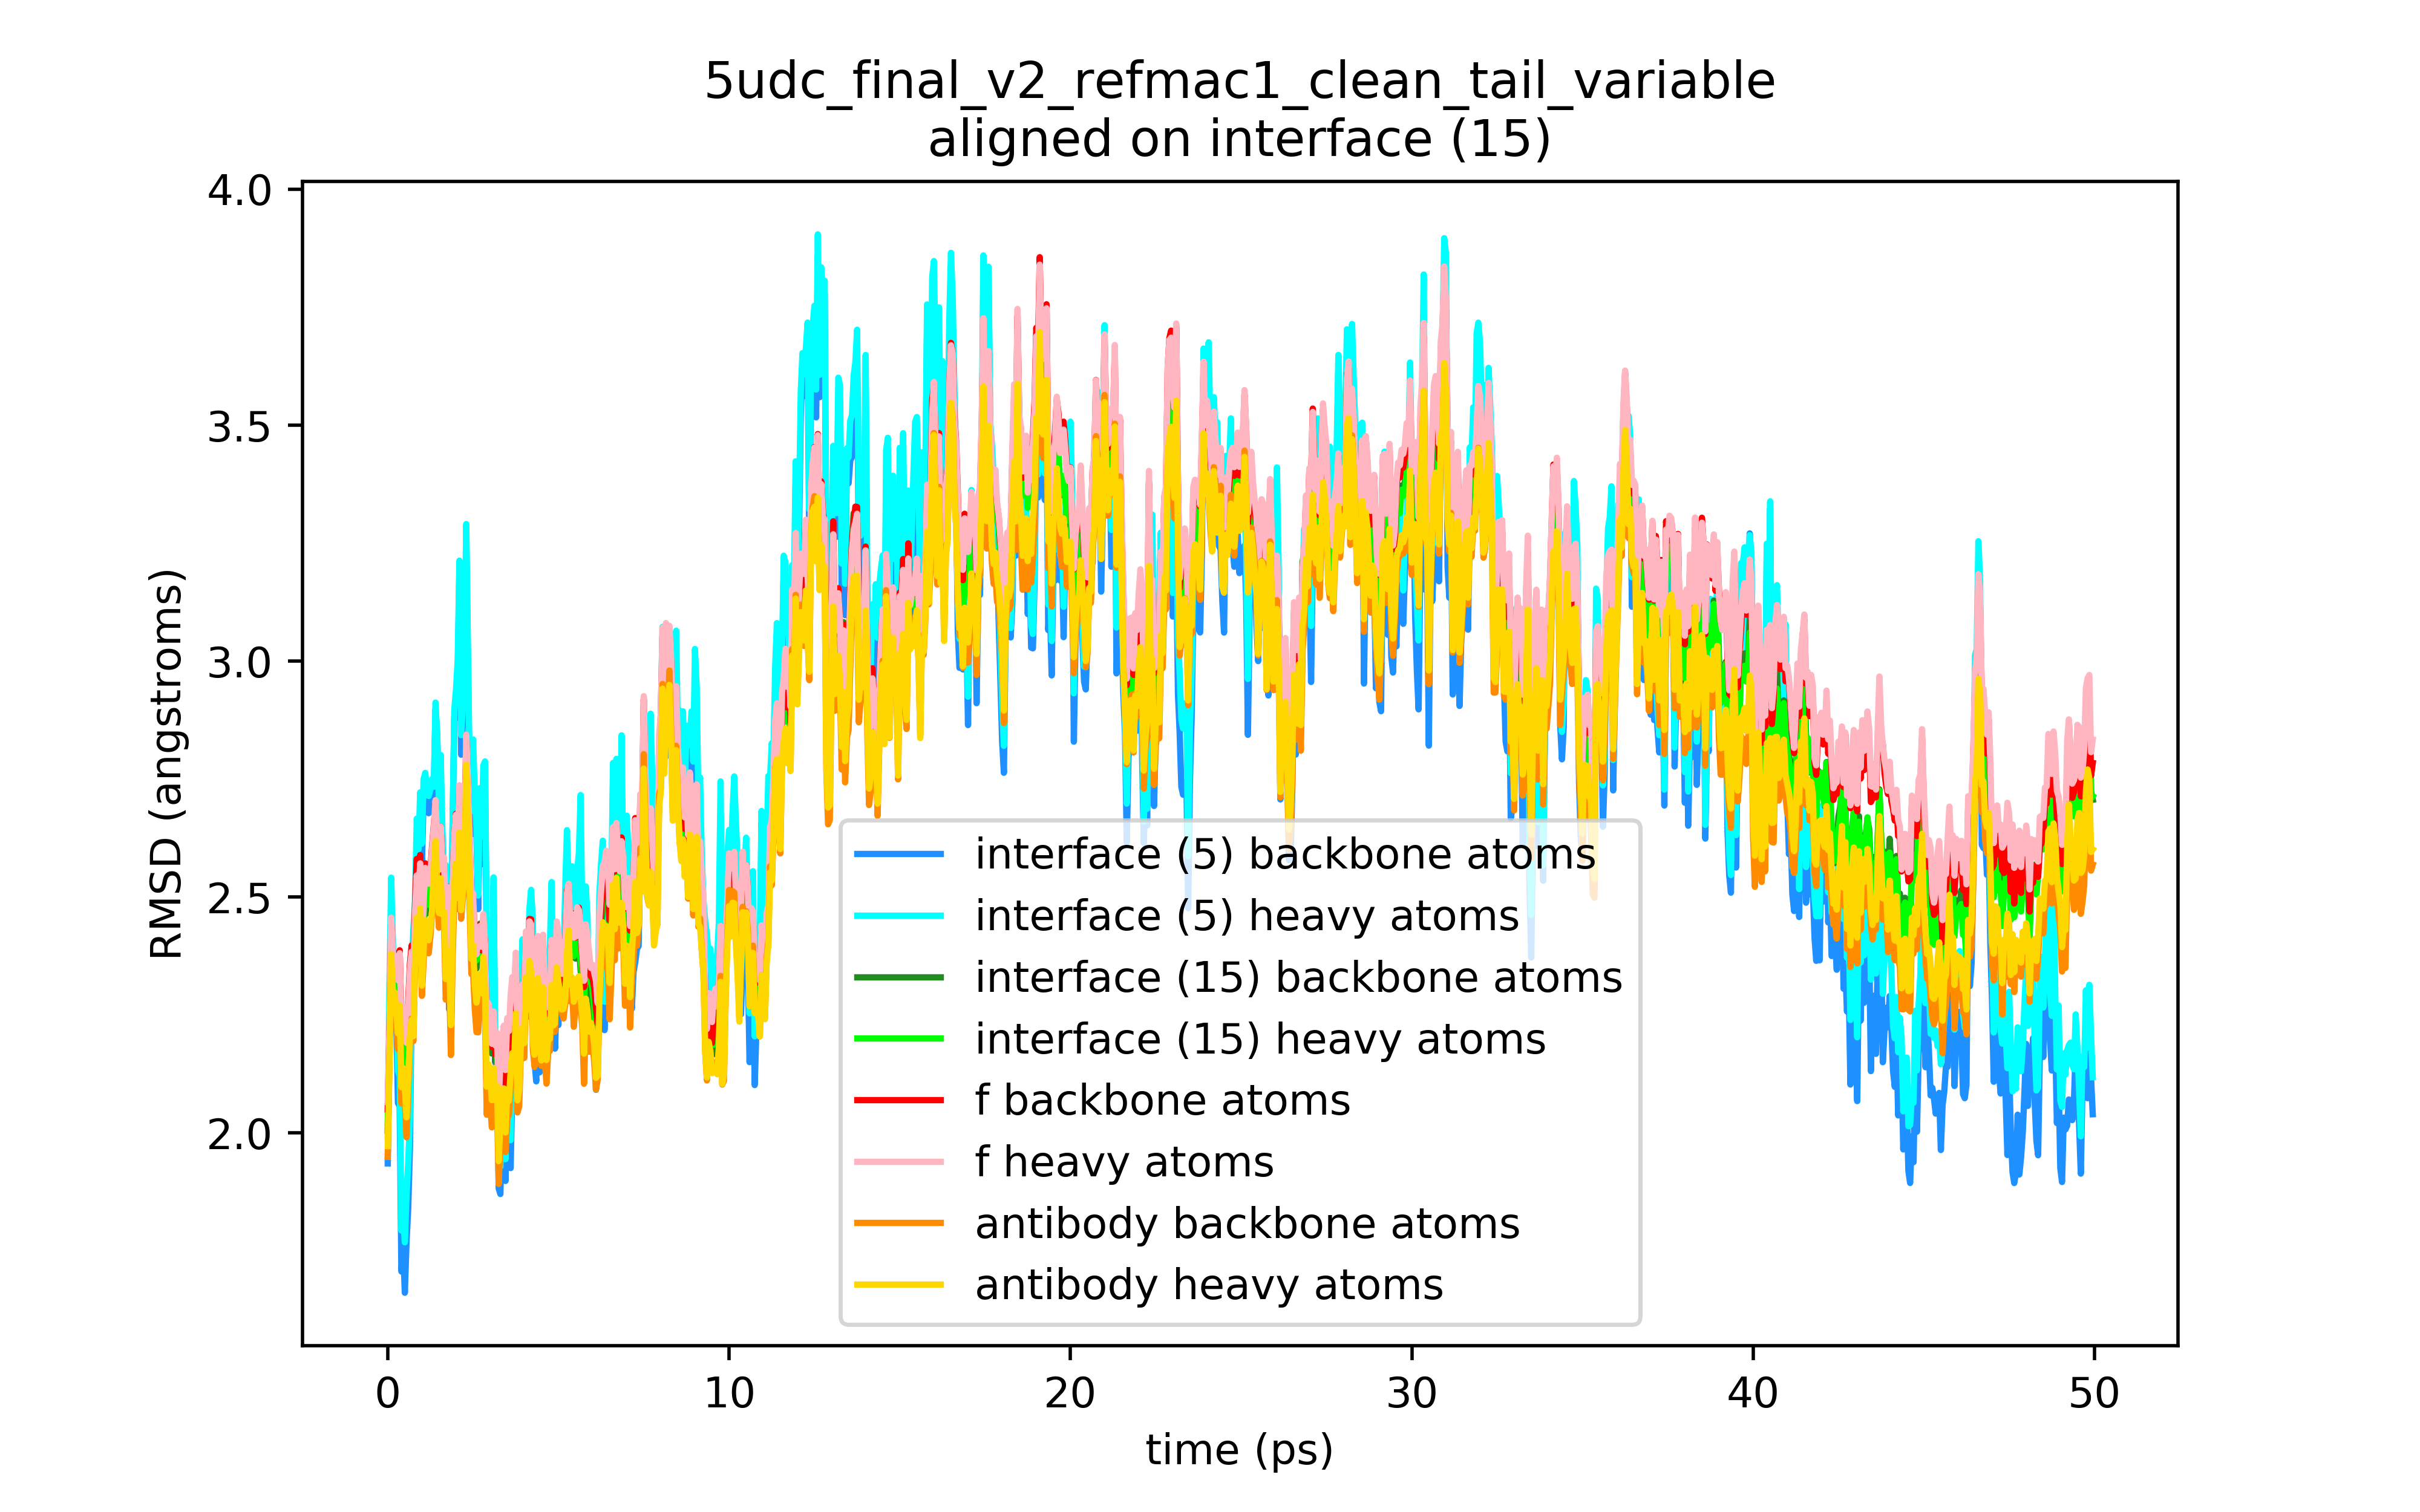 5udc_final_v2_refmac1_clean_tail_variable
aligned on interface (15)
4.0
3.5
3.0
2.5
2.0
RMSD (angstroms)
interface (5) backbone atoms
interface (5) heavy atoms
interface (15) backbone atoms
interface (15) heavy atoms
f backbone atoms
f heavy atoms
antibody backbone atoms
antibody heavy atoms
0 10 20 30 40 50
time (ps)